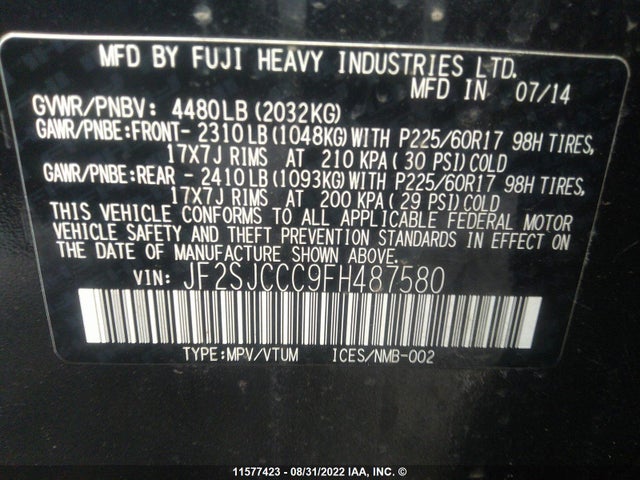 MFD BY FUJI HEAVY INDUSTRIES LTD.
MFD IN 07/14
GVWR/PNBV: 4480LB(2032KG)
GAWR/PNBE:FRONT- 2310LB(1048KG)WITH P225/60R17 98H TIRES,
17X7J RIMS AT 210 KPA( 30 PSI)COLD
GAWR/PNBE:REAR - 2410LB(1093KG)WITH P225/60R17 98H TIRES,
17X7J RIMS AT 200 KPA( 29 PSI)COLD
THIS VEHICLE CONFORMS TO ALL APPLICABLE FEDERAL MOTOR
VEHICLE SAFETY AND THEFT PREVENTION STANDARDS IN EFFECT ON
THE DATE OF MANUFACTURE SHOWN ABOVE.
VIN: JF2SJCCC9FH487580
TYPE:MPV/VTUM ICES/NMB-002
11577423 - 08/31/2022 IAA, INC. ©